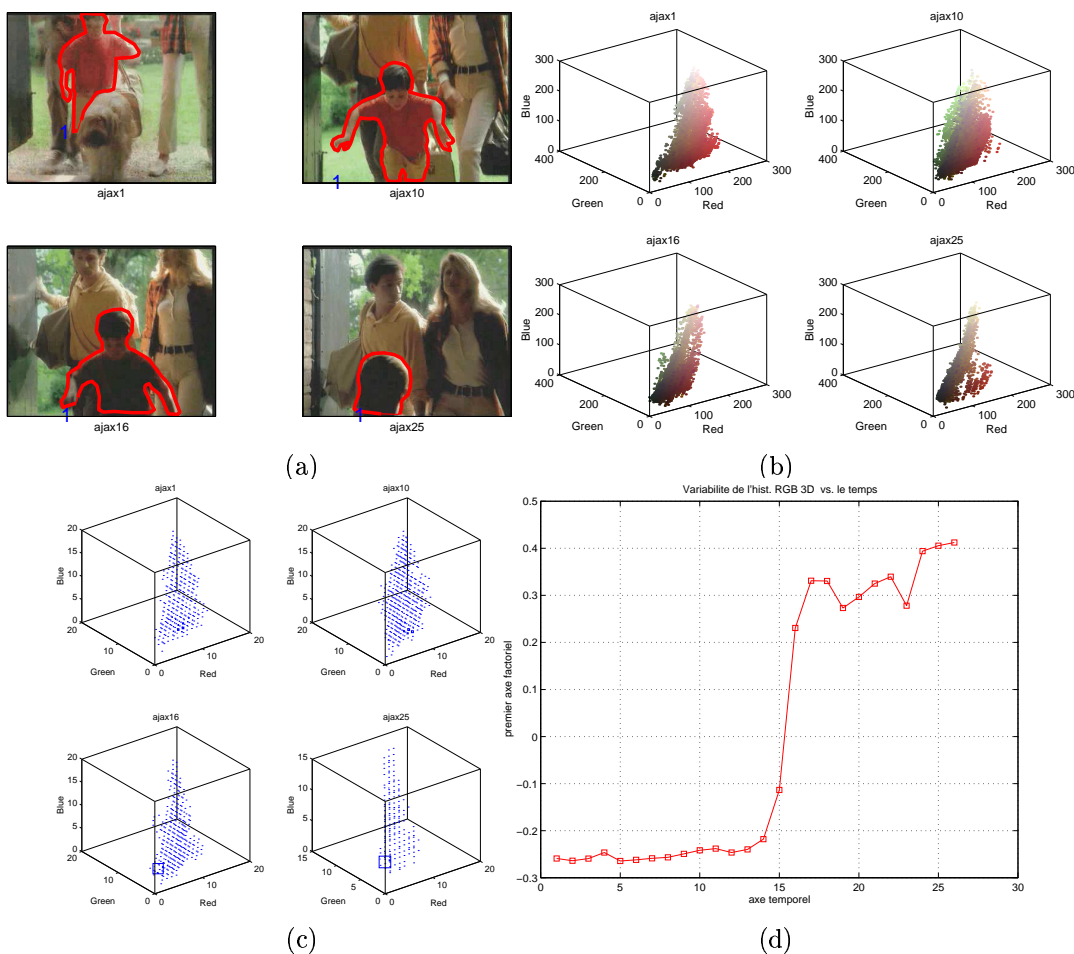 1
ajax1
1
ajax10
1
ajax16
1
ajax25
(a)
ajax1
300
200
100
0
400
200
0
0
100
200
300
Blue
Green
Red
ajax10
300
200
100
0
400
200
0
0
100
200
300
Blue
Green
Red
ajax16
300
200
100
0
400
200
0
0
100
200
300
Blue
Green
Red
ajax25
300
200
100
0
400
200
0
0
100
200
300
Blue
Green
Red
(b)
ajax1
20
15
10
5
0
20
10
0
0
10
20
Blue
Green
Red
ajax10
20
15
10
5
0
20
10
0
0
10
20
Blue
Green
Red
ajax16
20
15
10
5
0
20
10
0
0
10
20
Blue
Green
Red
ajax25
15
10
5
0
15
10
5
0
0
10
20
Blue
Green
Red
(c)
Variabilite de l'hist. RGB 3D vs. le temps
0.5
0.4
0.3
0.2
0.1
0
−0.1
−0.2
−0.3
0
5
10
15
20
25
30
premier axe factoriel
axe temporel
(d)